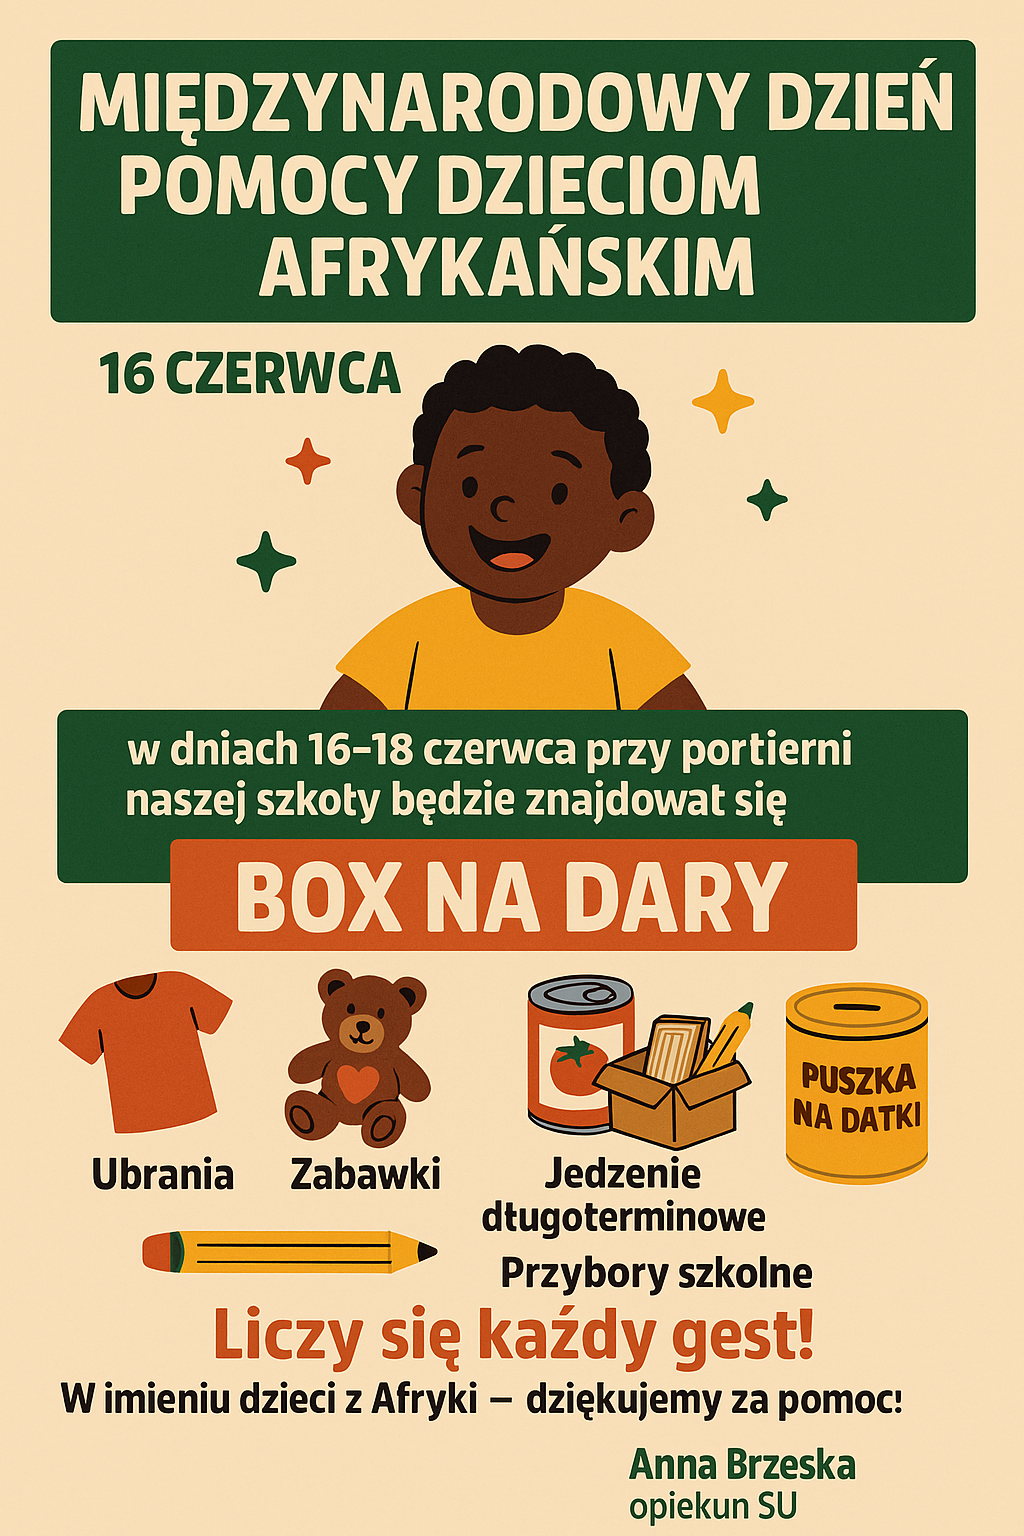 MIĘDZYNARODOWY DZIEŃ
POMOCY DZIECIOM
AFRYKAŃSKIM
16 CZERWCA
w dniach 16–18 czerwca przy portierni
naszej szkoły będzie znajdował się
BOX NA DARY
PUSZKA
NA DATKI
Ubrania
Zabawki
Jedzenie
długoterminowe
Przybory szkolne
Liczy się każdy gest!
W imieniu dzieci z Afryki – dziękujemy za pomoc!
Anna Brzeska
opiekun SU